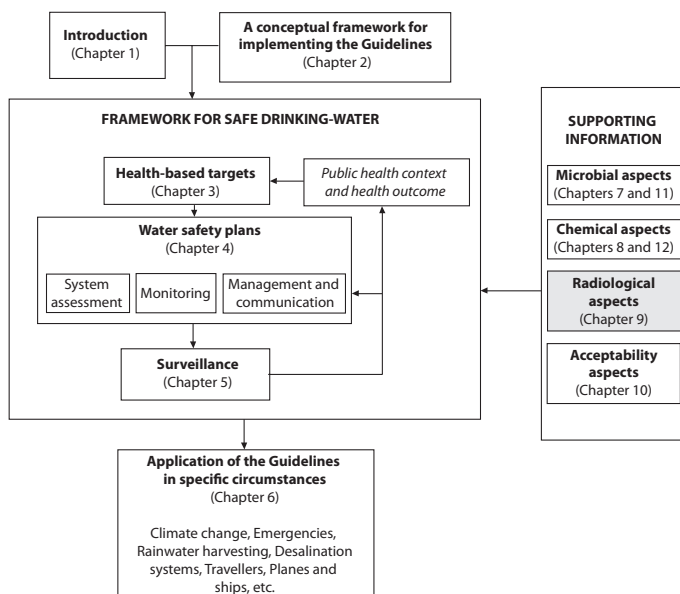 Introduction
(Chapter 1)
A conceptual framework for
implementing the Guidelines
(Chapter 2)
FRAMEWORK FOR SAFE DRINKING-WATER
Health-based targets
(Chapter 3)
Public health context
and health outcome
Water safety plans
(Chapter 4)
System
assessment
Monitoring
Management and
communication
Surveillance
(Chapter 5)
SUPPORTING
INFORMATION
Microbial aspects
(Chapters 7 and 11)
Chemical aspects
(Chapters 8 and 12)
Radiological
aspects
(Chapter 9)
Acceptability
aspects
(Chapter 10)
Application of the Guidelines
in specific circumstances
(Chapter 6)
Climate change, Emergencies,
Rainwater harvesting, Desalination
systems, Travellers, Planes and
ships, etc.